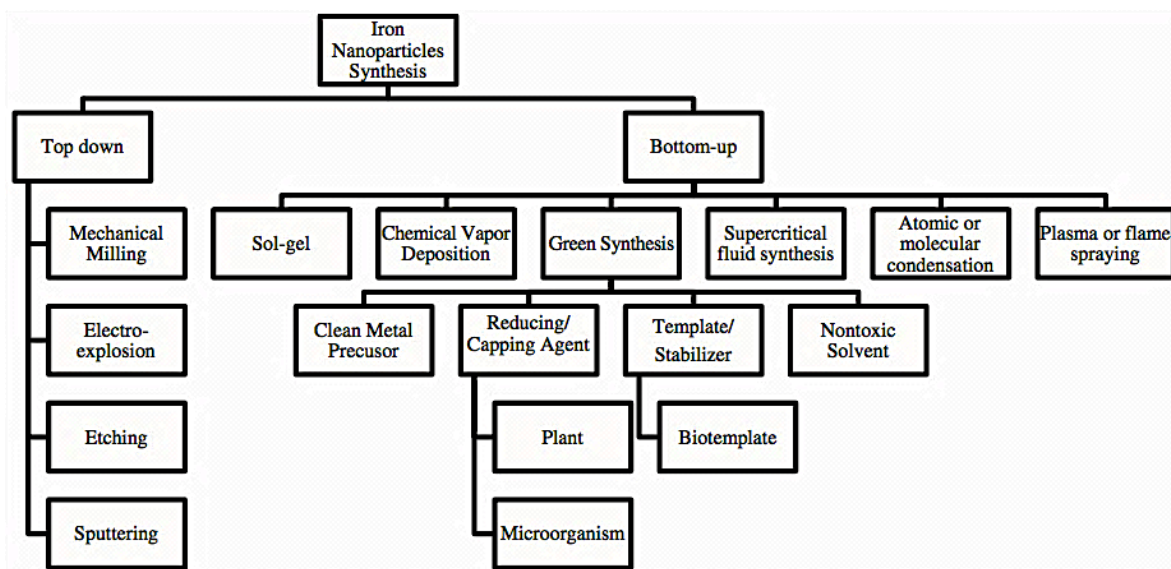 Iron
Nanoparticles
Synthesis
Top down
Bottom-up
Mechanical
Milling
Sol-gel
Chemical Vapor
Deposition
Green Synthesis
Supercritical
fluid synthesis
Atomic or
molecular
condensation
Plasma or flame
spraying
Electro-
explosion
Clean Metal
Precusor
Reducing/
Capping Agent
Template/
Stabilizer
Nontoxic
Solvent
Etching
Plant
Biotemplate
Sputtering
Microorganism